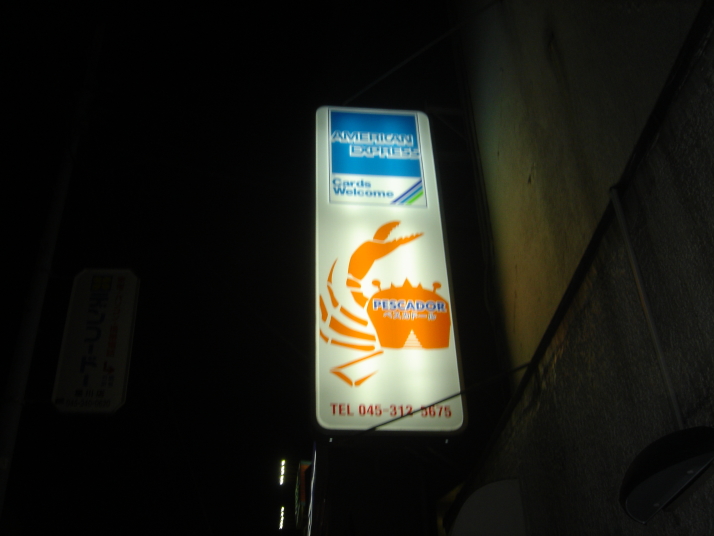 AMERICAN
EXPRESS
Cards
Welcome
PESCADOR
ペスカドール
TEL 045-312-5675